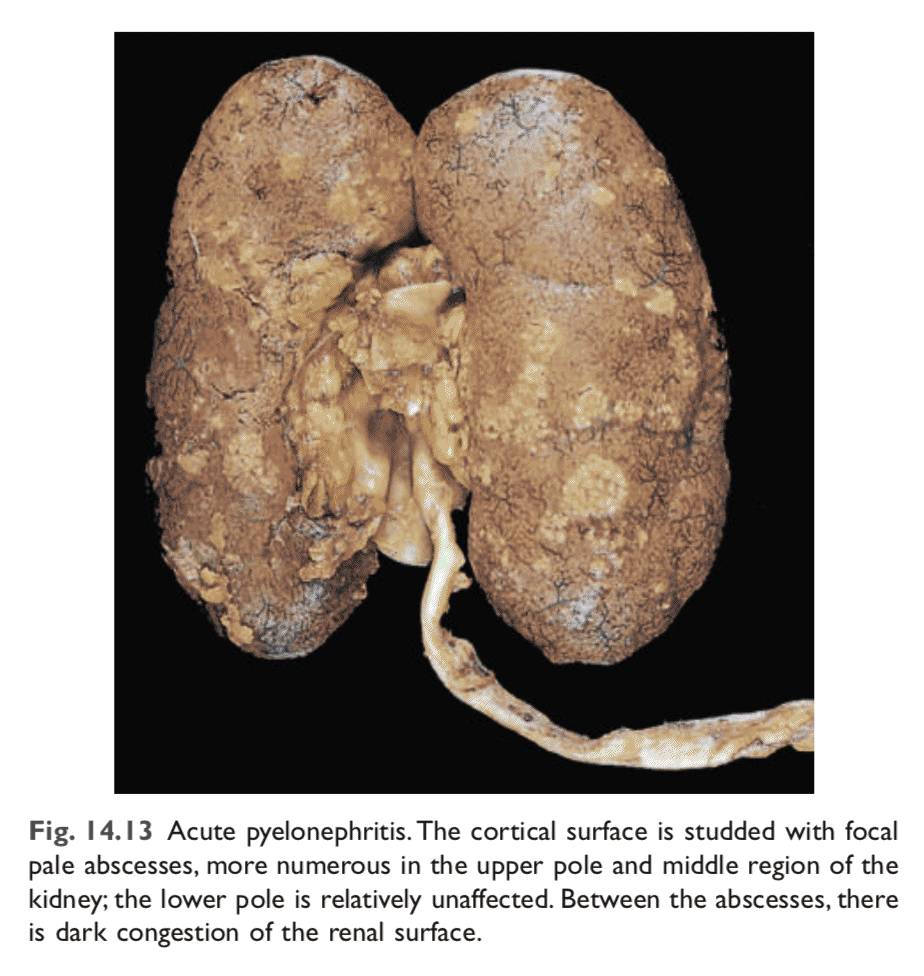 Fig. 14.13 Acute pyelonephritis. The cortical surface is studded with focal
pale abscesses, more numerous in the upper pole and middle region of the
kidney; the lower pole is relatively unaffected. Between the abscesses, there
is dark congestion of the renal surface.